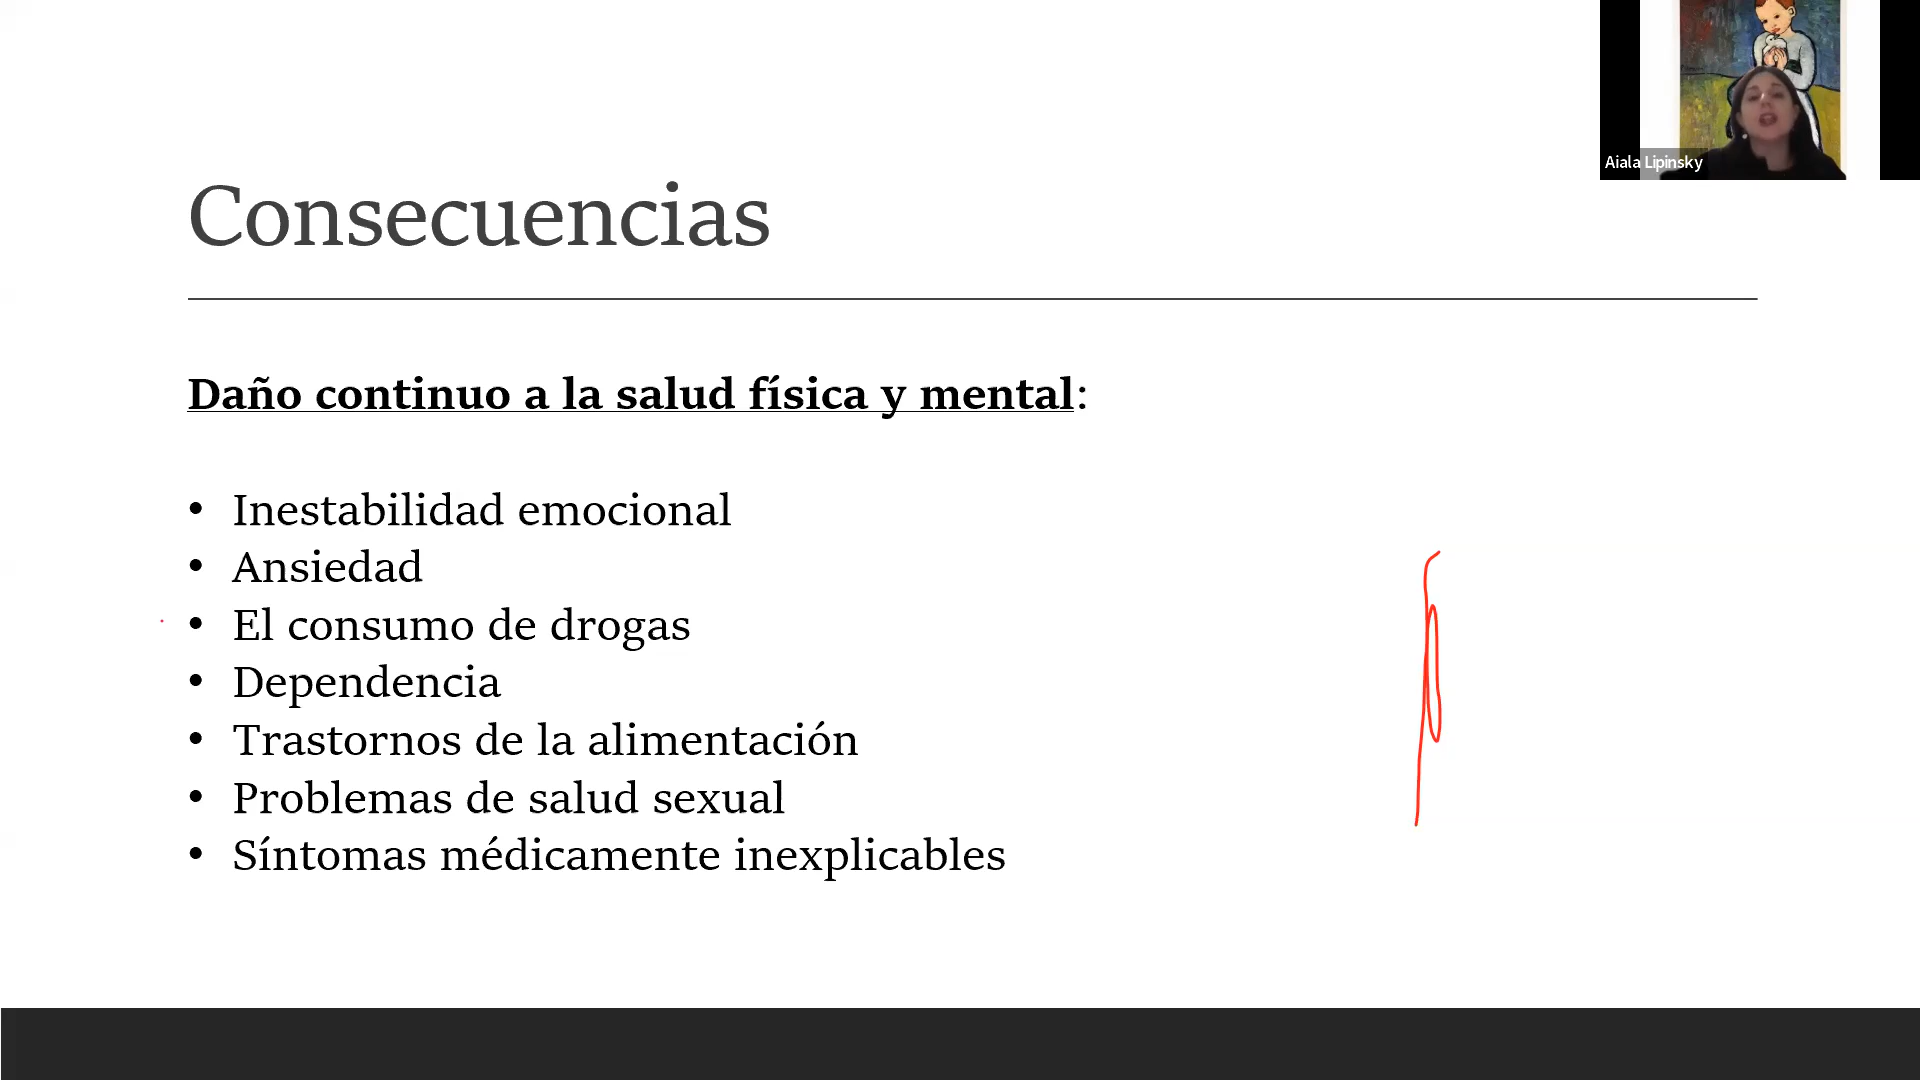 Aiala Lipinsky
Consecuencias
Daño continuo a la salud física y mental:
• Inestabilidad emocional
• Ansiedad
• El consumo de drogas
• Dependencia
• Trastornos de la alimentación
• Problemas de salud sexual
• Síntomas médicamente inexplicables